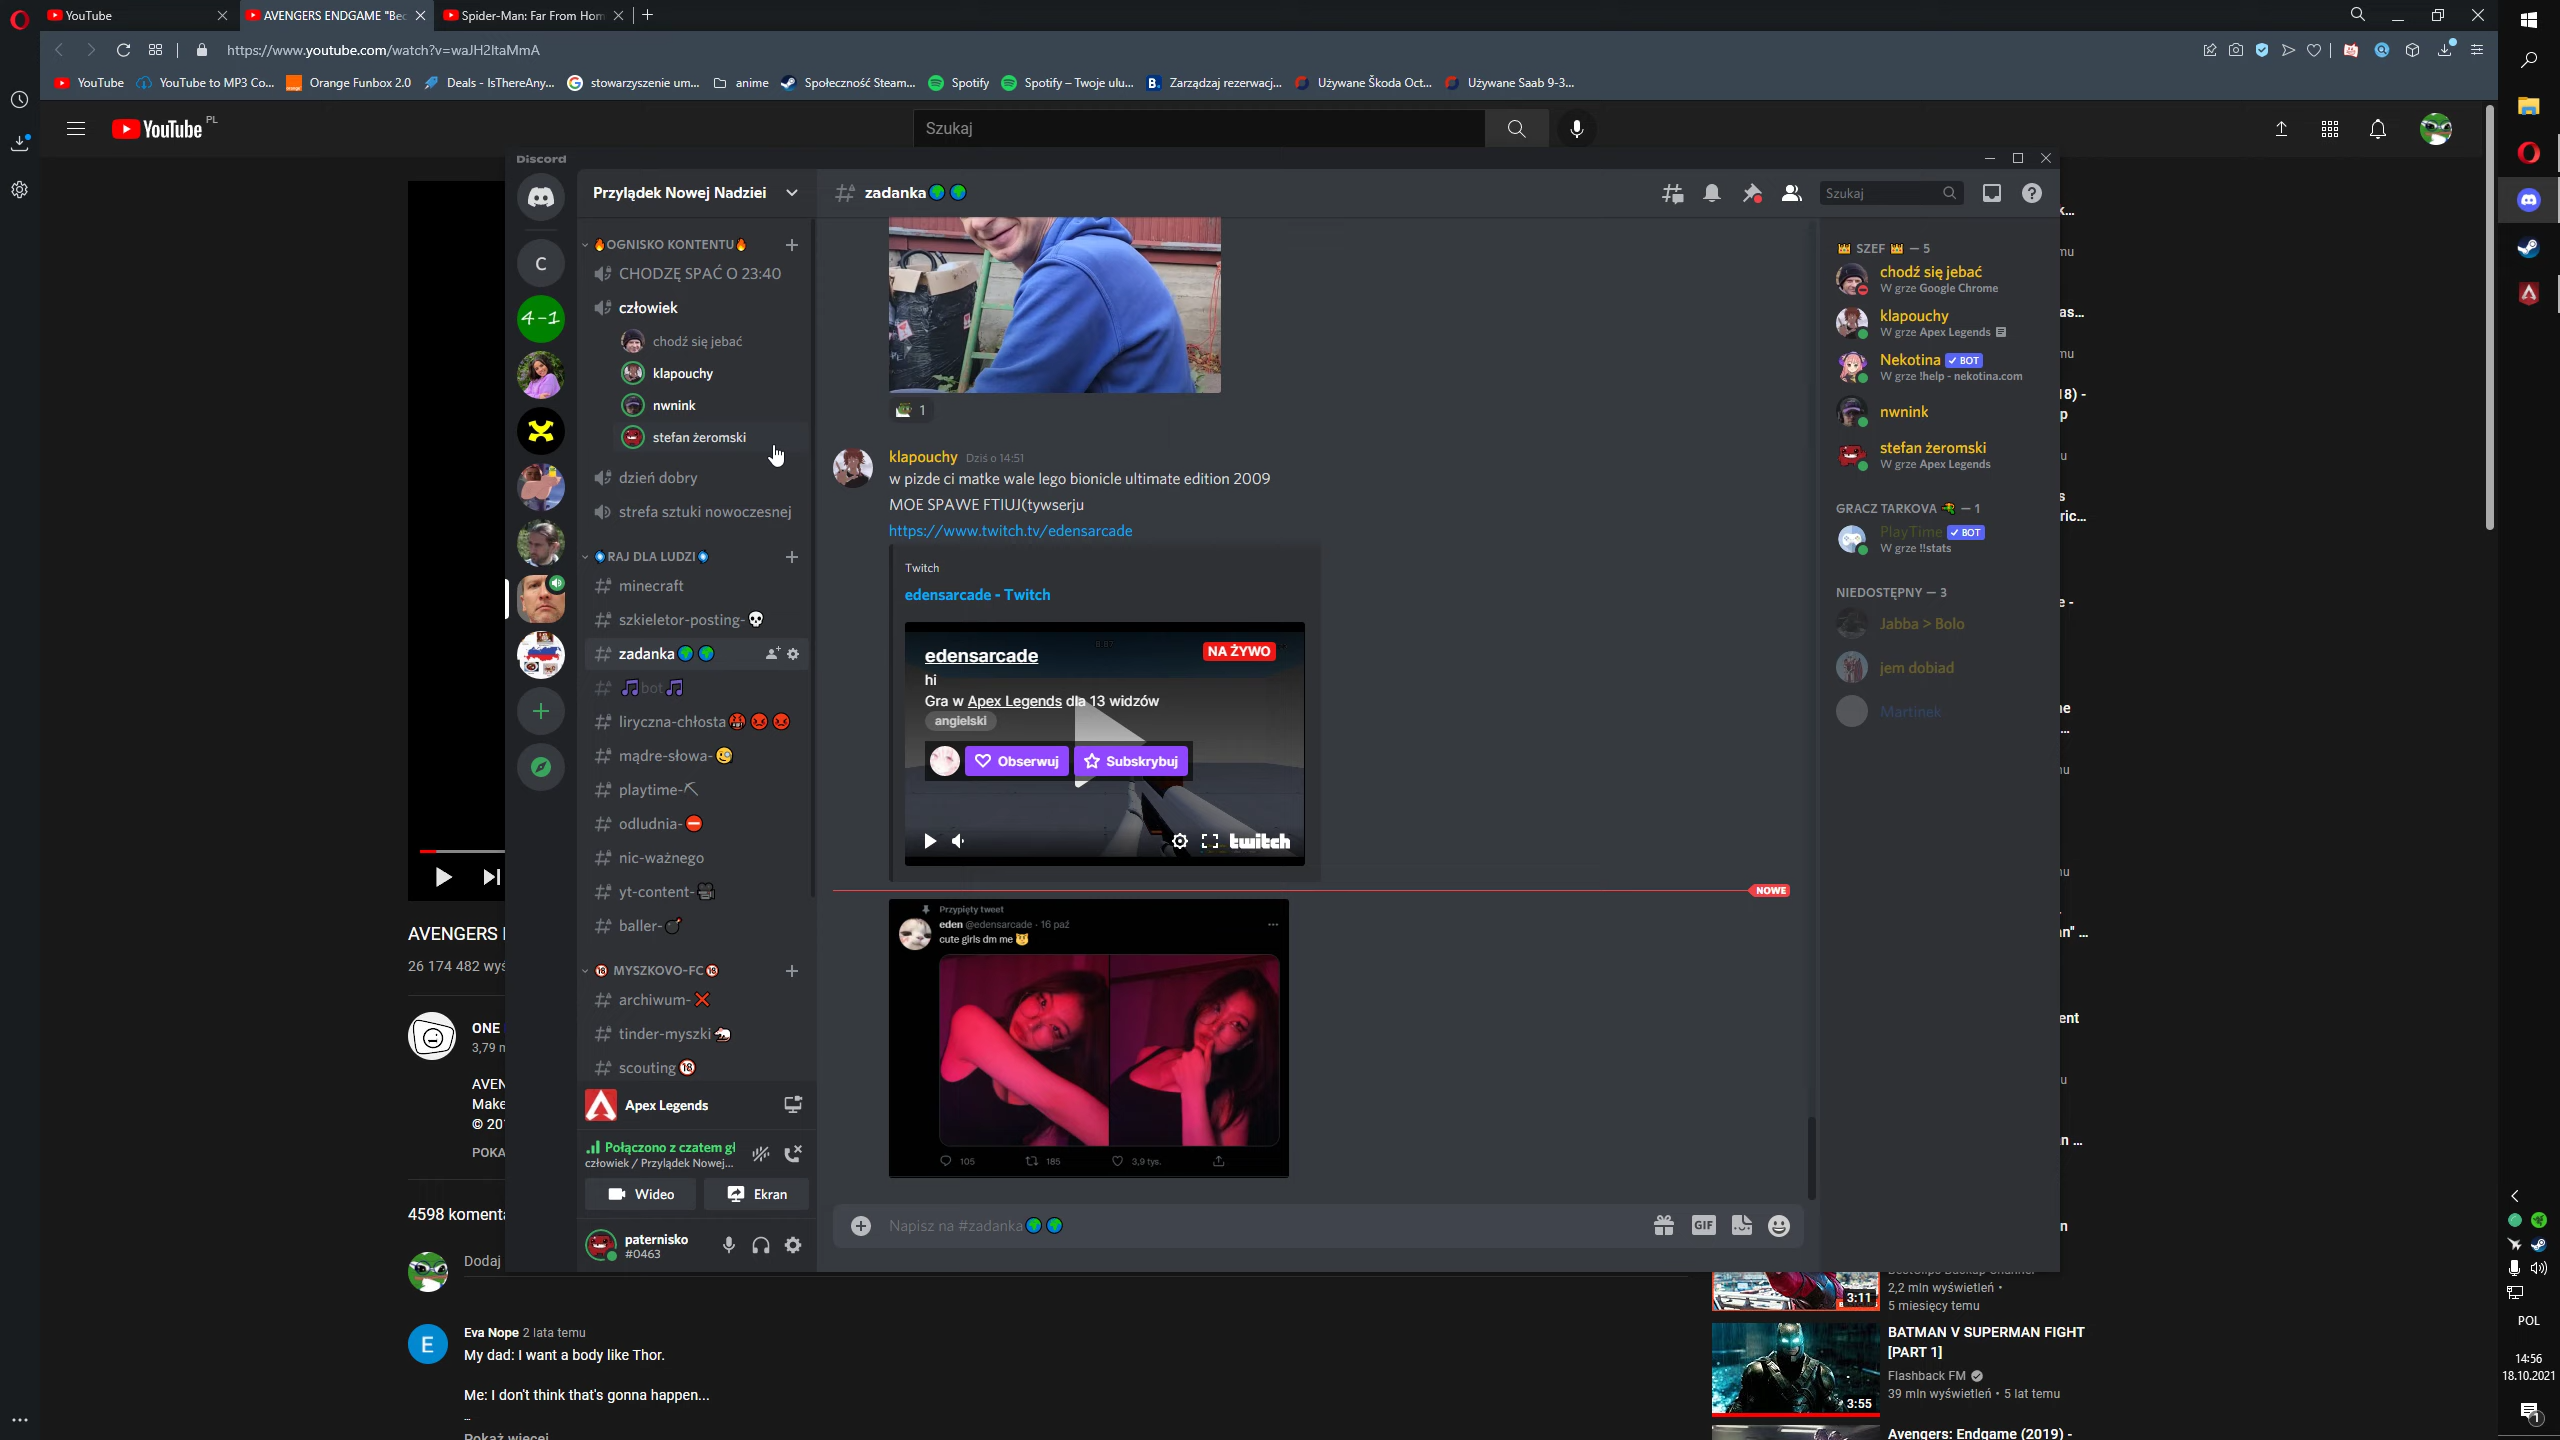 YouTube
AVENGERS ENDGAME "Bec
Spider-Man: Far From Hom
https://www.youtube.com/watch?v=waJH2ltaMmA
YouTube
YouTube to MP3 Co...
Orange Funbox 2.0
Deals - IsThereAny...
stowarzyszenie um...
anime
Społeczność Steam...
Spotify
Spotify – Twoje ulu...
Zarządzaj rezerwacj...
Używane Škoda Oct...
Używane Saab 9-3...
YouTube PL
Szukaj
Discord
Przylądek Nowej Nadziei
OGNISKO KONTENTU
CHODZĘ SPAĆ O 23:40
człowiek
chodź się jebać
klapouchy
nwnink
stefan żeromski
dzień dobry
strefa sztuki nowoczesnej
RAJ DLA LUDZI
minecraft
szkieletor-posting-
zadanka
bot
liryczna-chłosta
mądre-słowa-
playtime-
odludnia-
nic-ważnego
yt-content-
baller-
MYSZKOVO-FC
archiwum-
tinder-myszki
scouting
Apex Legends
Połączono z czatem gł
człowiek / Przylądek Nowej...
Wideo
Ekran
paternisko
#0463
C
4-1
zadanka
Szukaj
1
klapouchy Dziś o 14:51
w pizde ci matke wale lego bionicle ultimate edition 2009
MOE SPAWE FTIUJ(tywserju
https://www.twitch.tv/edensarcade
Twitch
edensarcade - Twitch
edensarcade
NA ŻYWO
hi
Gra w Apex Legends dla 13 widzów
angielski
Obserwuj
Subskrybuj
twitch
NOWE
Przypięty tweet
eden @edensarcade · 16 paź
cute girls dm me
105
185
3,9 tys.
Napisz na #zadanka
GIF
SZEF — 5
chodź się jebać
W grze Google Chrome
klapouchy
W grze Apex Legends
Nekotina BOT
W grze !help - nekotina.com
nwnink
stefan żeromski
W grze Apex Legends
GRACZ TARKOVA — 1
PlayTime BOT
W grze !!stats
NIEDOSTĘPNY — 3
Jabba > Bolo
jem dobiad
Martinek
AVENGERS
26 174 482 wyś
ONE
3,79 m
AVEN
Make
© 20
POKA
4598 komenta
Dodaj
Eva Nope 2 lata temu
My dad: I want a body like Thor.
Me: I don't think that's gonna happen...
Pokaż więcej
3:11
2,2 mln wyświetleń •
5 miesięcy temu
BATMAN V SUPERMAN FIGHT
[PART 1]
Flashback FM
39 mln wyświetleń • 5 lat temu
3:55
Avengers: Endgame (2019) -
POL
14:56
18.10.2021
1